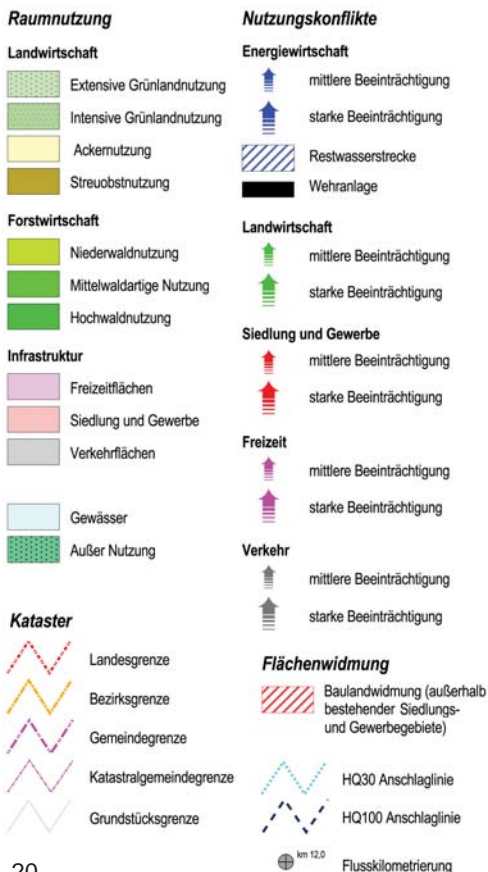 Raumnutzung
Landwirtschaft
Extensive Grünlandnutzung
Intensive Grünlandnutzung
Ackernutzung
Streuobstnutzung
Forstwirtschaft
Niederwaldnutzung
Mittelwaldartige Nutzung
Hochwaldnutzung
Infrastruktur
Freizeitflächen
Siedlung und Gewerbe
Verkehrflächen
Gewässer
Außer Nutzung
Kataster
Landesgrenze
Bezirksgrenze
Gemeindegrenze
Katastralgemeindegrenze
Grundstücksgrenze
20
Nutzungskonflikte
Energiewirtschaft
mittlere Beeinträchtigung
starke Beeinträchtigung
Restwasserstrecke
Wehranlage
Landwirtschaft
mittlere Beeinträchtigung
starke Beeinträchtigung
Siedlung und Gewerbe
mittlere Beeinträchtigung
starke Beeinträchtigung
Freizeit
mittlere Beeinträchtigung
starke Beeinträchtigung
Verkehr
mittlere Beeinträchtigung
starke Beeinträchtigung
Flächenwidmung
Baulandwidmung (außerhalb
bestehender Siedlungs-
und Gewerbegebiete)
HQ30 Anschlaglinie
HQ100 Anschlaglinie
km 12,0 Flusskilometrierung